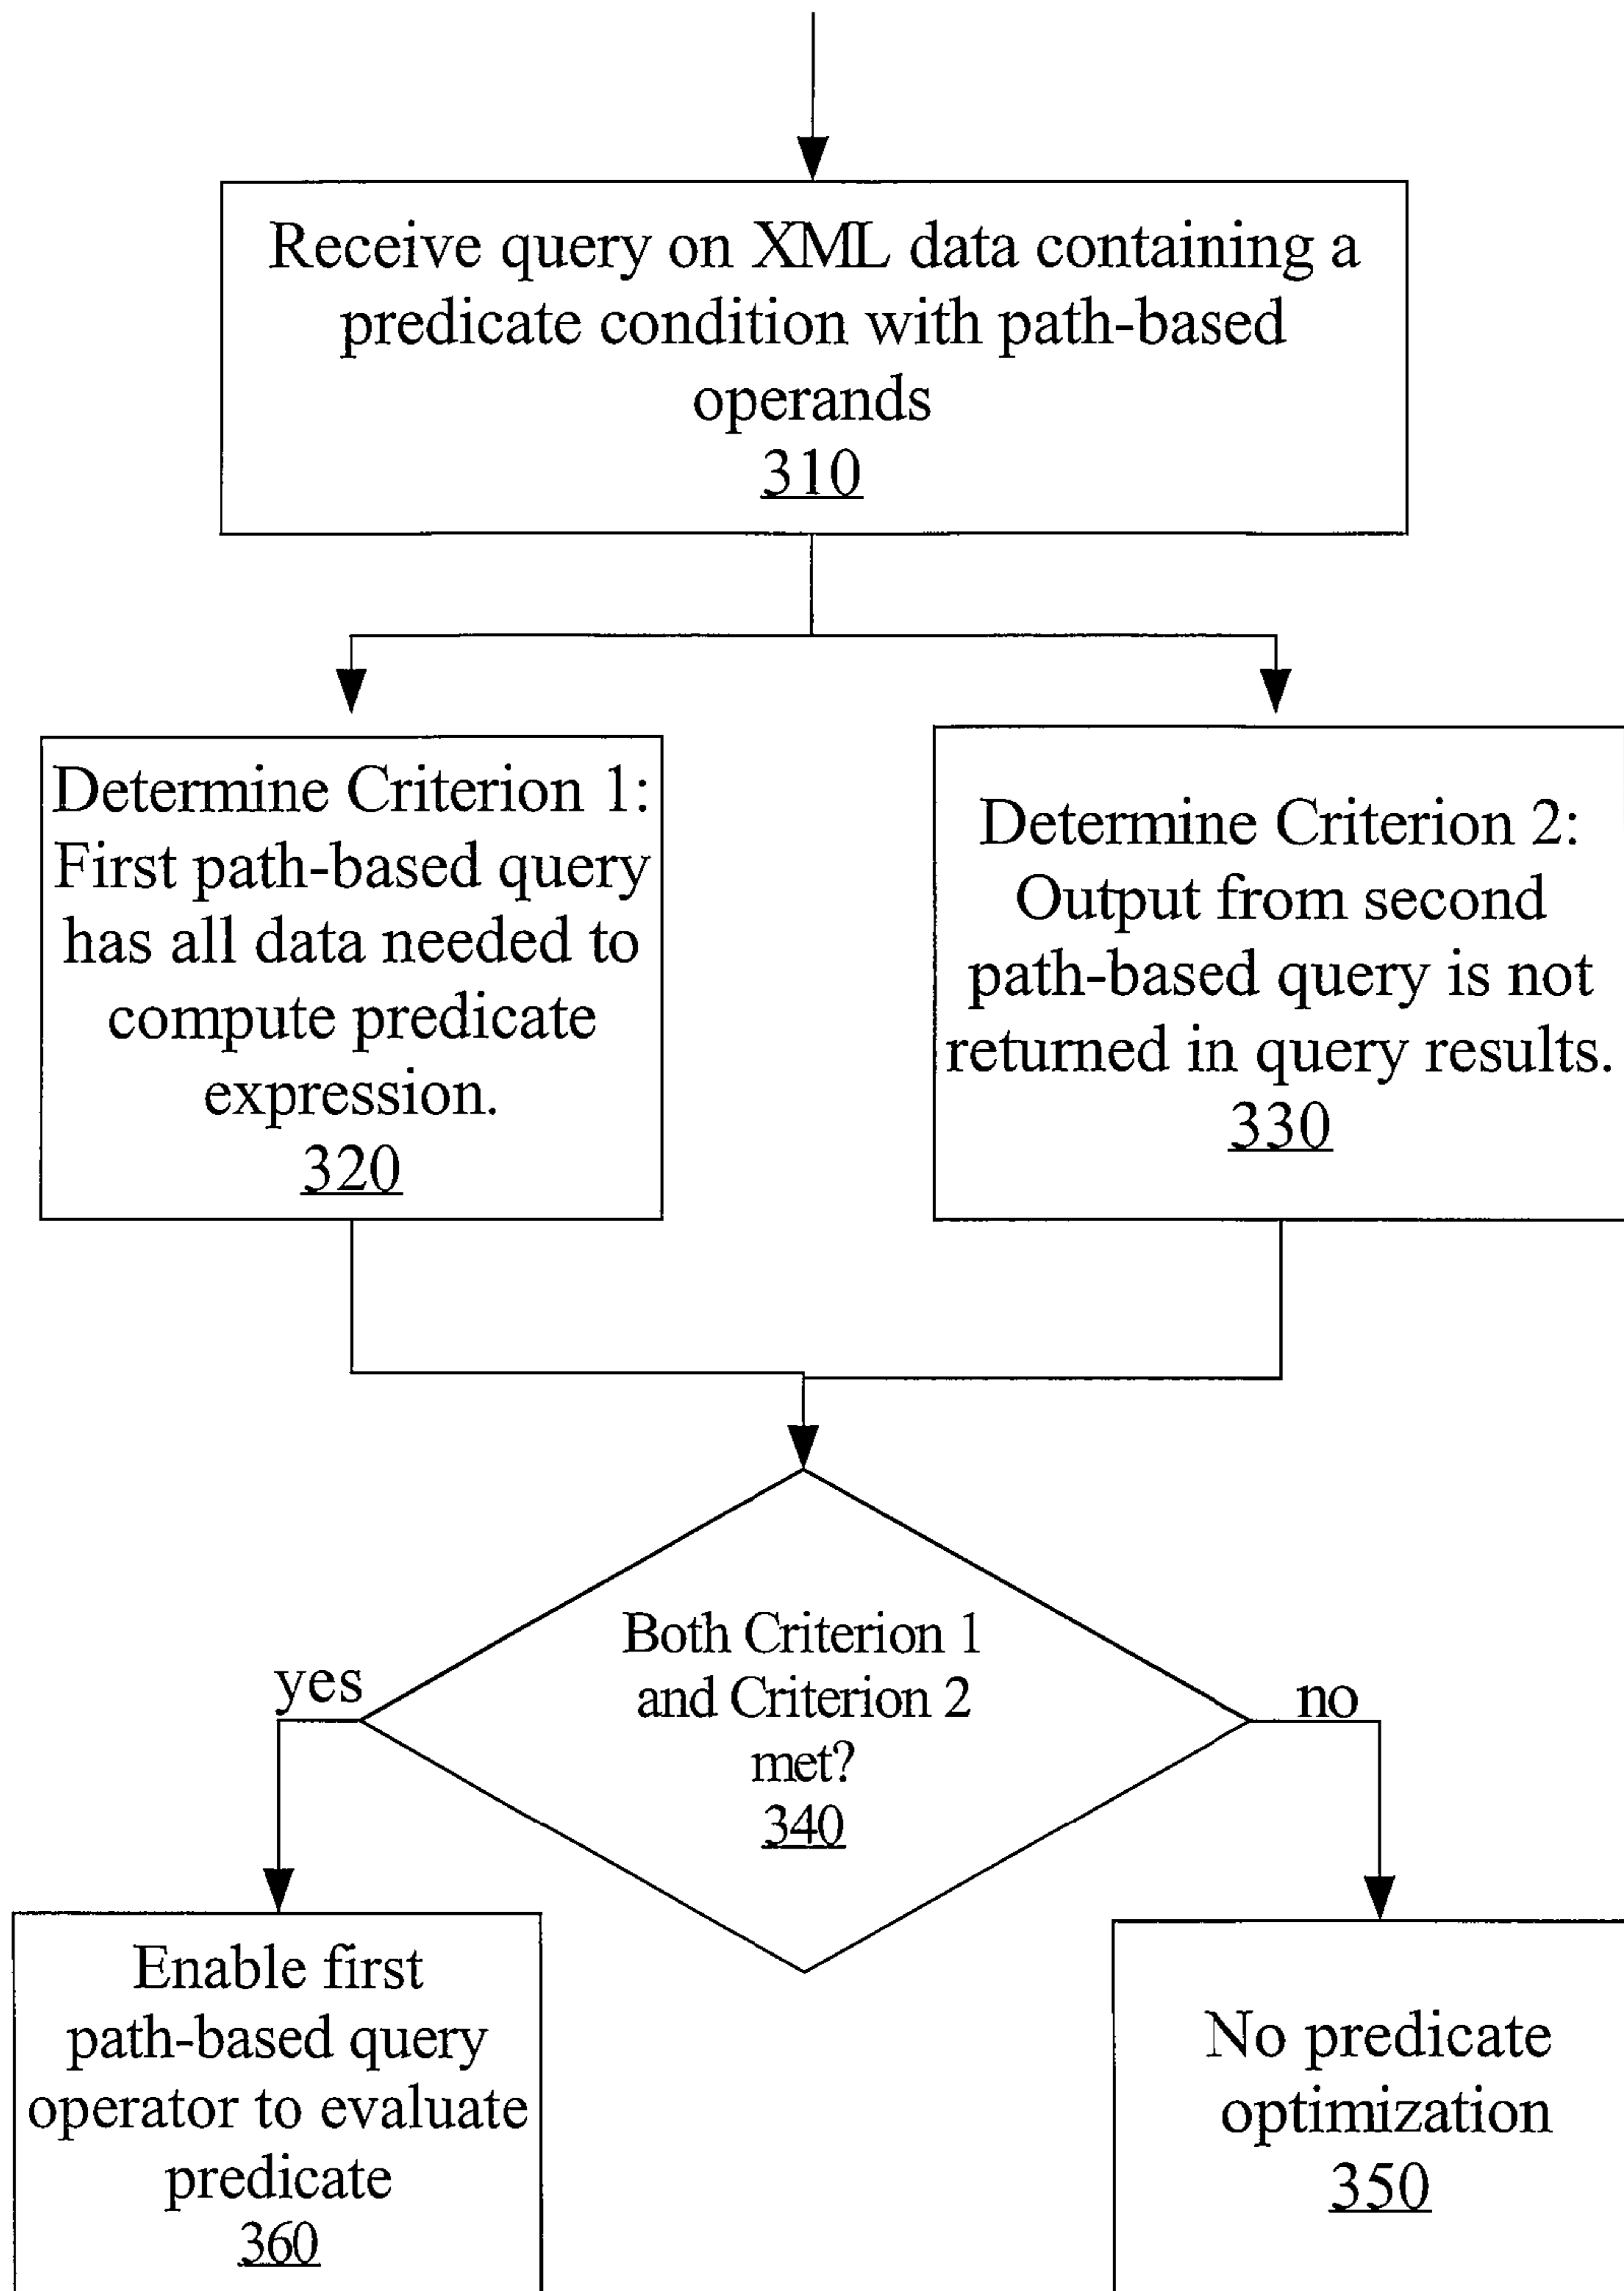 Receive query on XML data containing a
predicate condition with path-based
operands
310
Determine Criterion 1:
First path-based query
has all data needed to
compute predicate
expression.
320
Determine Criterion 2:
Output from second
path-based query is not
returned in query results.
330
Both Criterion 1
and Criterion 2
met?
340
yes
no
Enable first
path-based query
operator to evaluate
predicate
360
No predicate
optimization
350